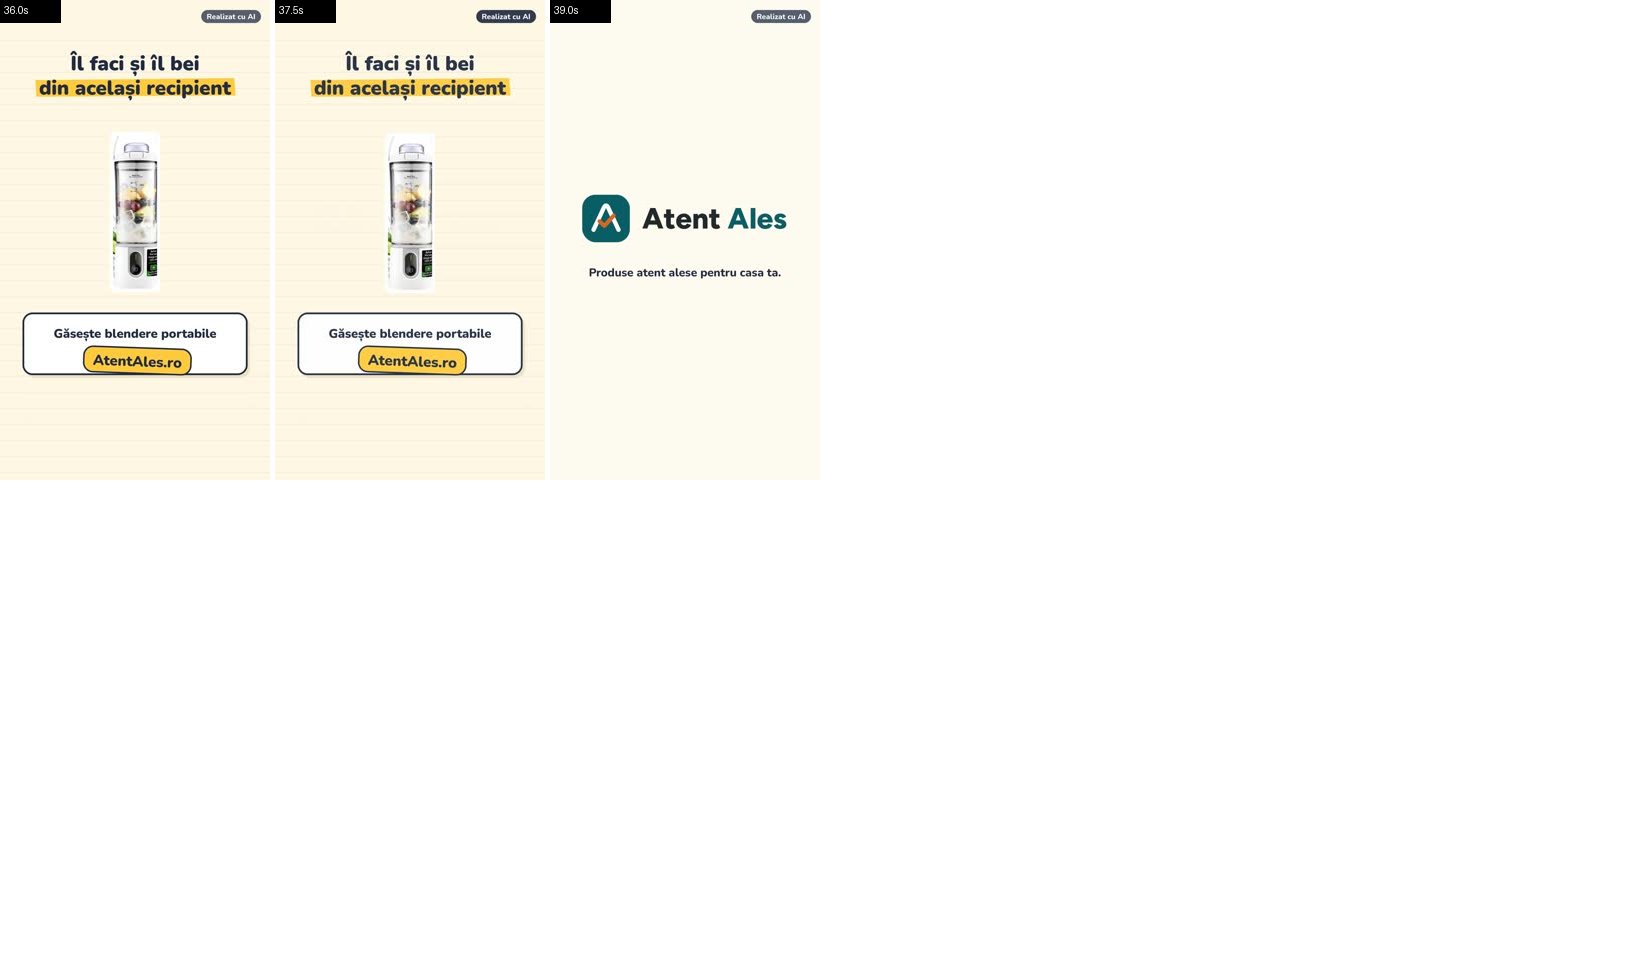 36.0s
Realizat cu AI
Îl faci și îl bei
din același recipient
Găsește blendere portabile
AtentAles.ro
37.5s
Realizat cu AI
Îl faci și îl bei
din același recipient
Găsește blendere portabile
AtentAles.ro
39.0s
Realizat cu AI
Atent Ales
Produse atent alese pentru casa ta.